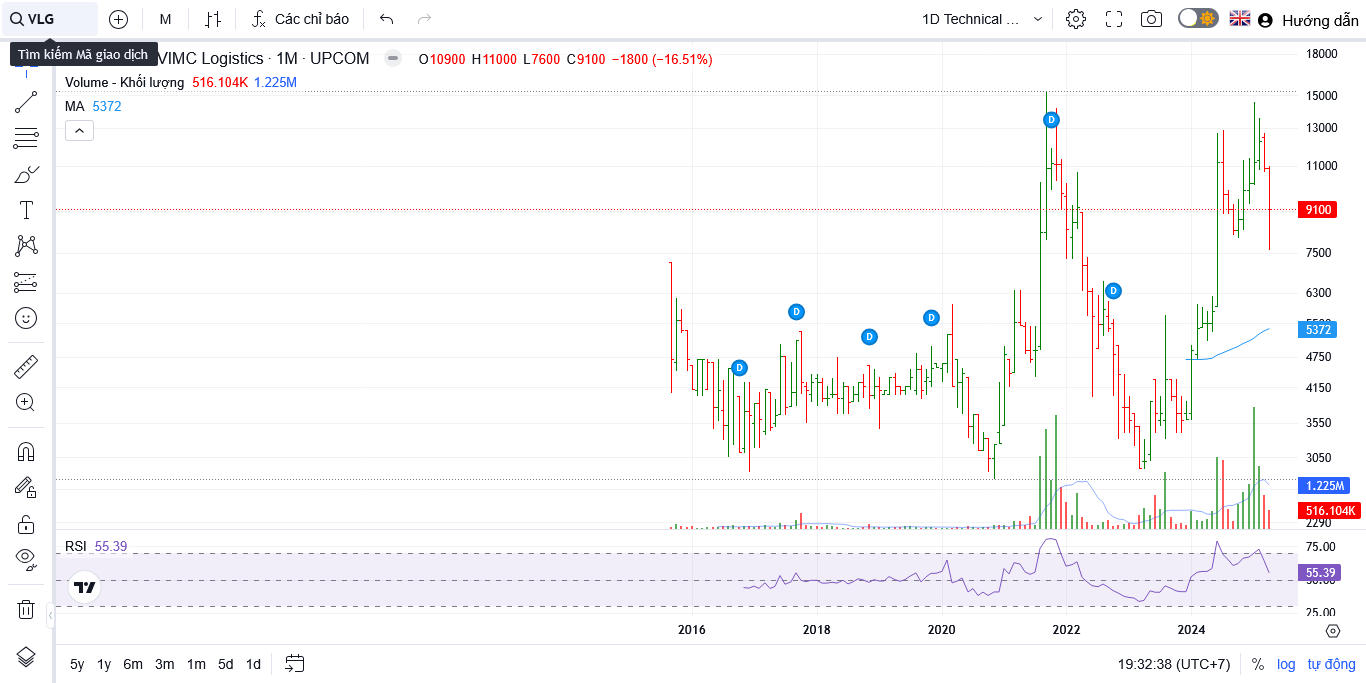 VLG
M
Các chỉ báo
1D Technical ...
Hướng dẫn
Tìm kiếm Mã giao dịch
VIMC Logistics · 1M · UPCOM
O10900 H11000 L7600 C9100 −1800 (−16.51%)
Volume - Khối lượng 516.104K 1.225M
MA 5372
18000
15000
13000
11000
9100
7500
6300
5372
4750
4150
3550
3050
1.225M
516.104K
2290
D
D
D
D
D
D
RSI 55.39
75.00
55.39
50.00
25.00
2016 2018 2020 2022 2024
5y 1y 6m 3m 1m 5d 1d
19:32:38 (UTC+7) % log tự động